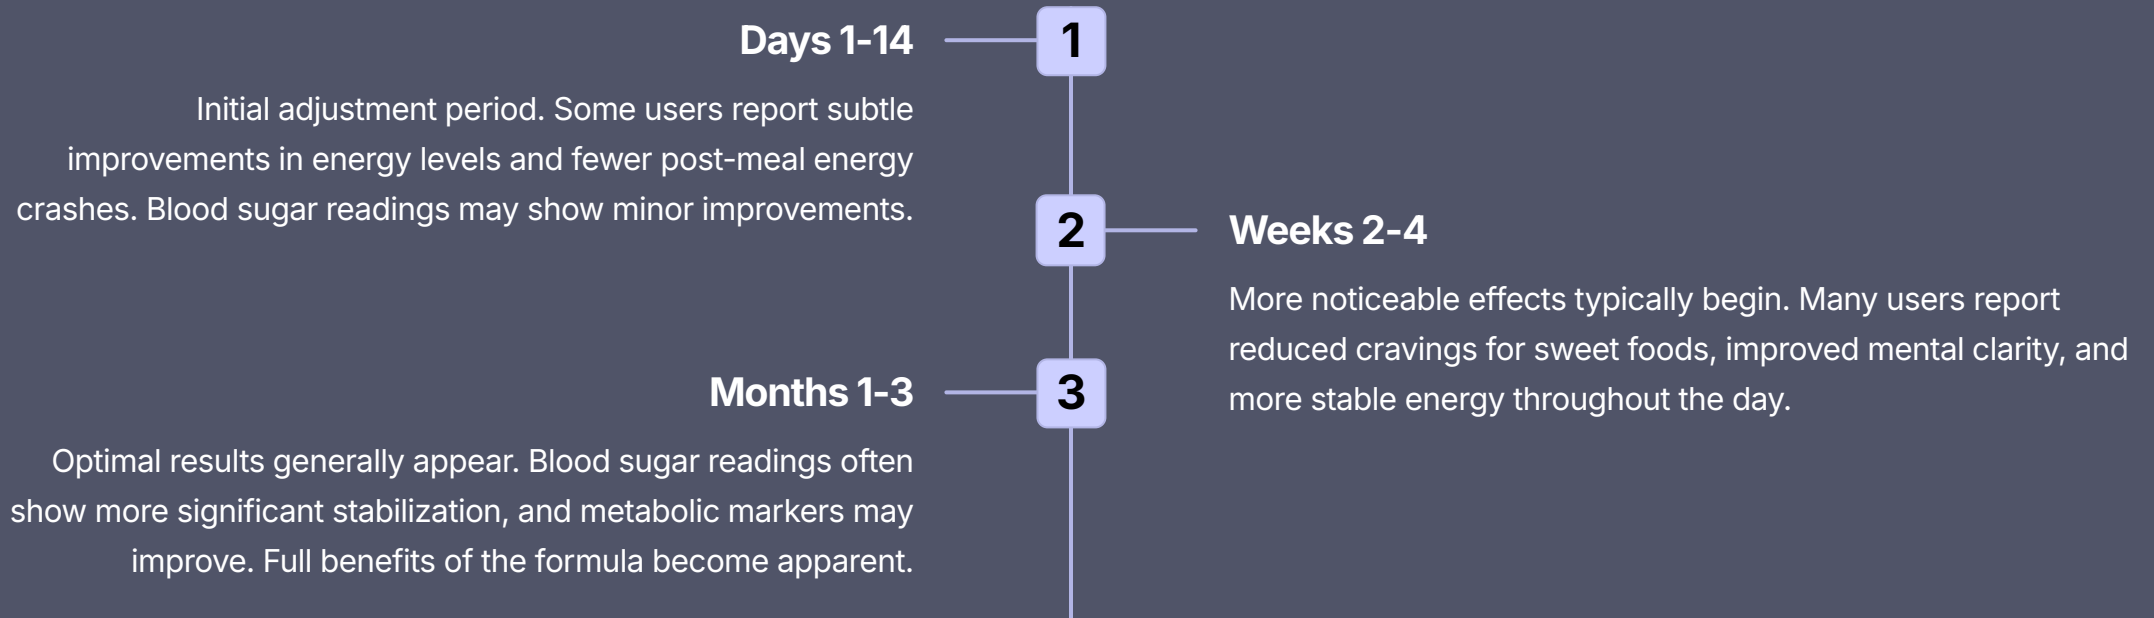 Days 1-14
1
Initial adjustment period. Some users report subtle
improvements in energy levels and fewer post-meal energy
crashes. Blood sugar readings may show minor improvements.
2
Weeks 2-4
More noticeable effects typically begin. Many users report
reduced cravings for sweet foods, improved mental clarity, and
more stable energy throughout the day.
Months 1-3
3
Optimal results generally appear. Blood sugar readings often
show more significant stabilization, and metabolic markers may
improve. Full benefits of the formula become apparent.